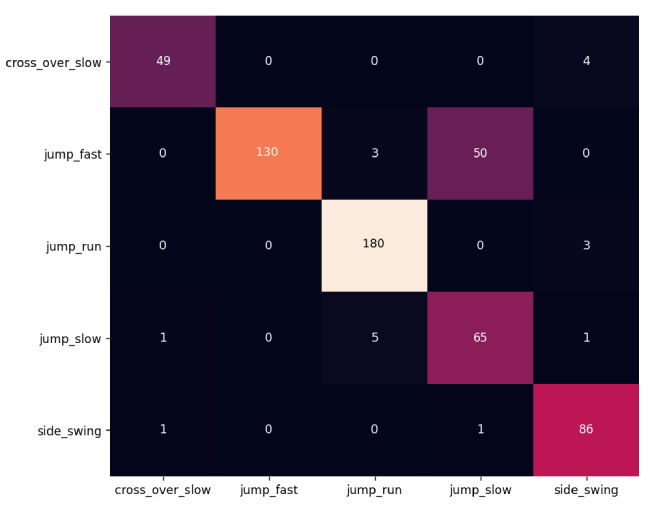 cross_over_slow 49 0 0 0 4
jump_fast 0 130 3 50 0
jump_run 0 0 180 0 3
jump_slow 1 0 5 65 1
side_swing 1 0 0 1 86
cross_over_slow jump_fast jump_run jump_slow side_swing